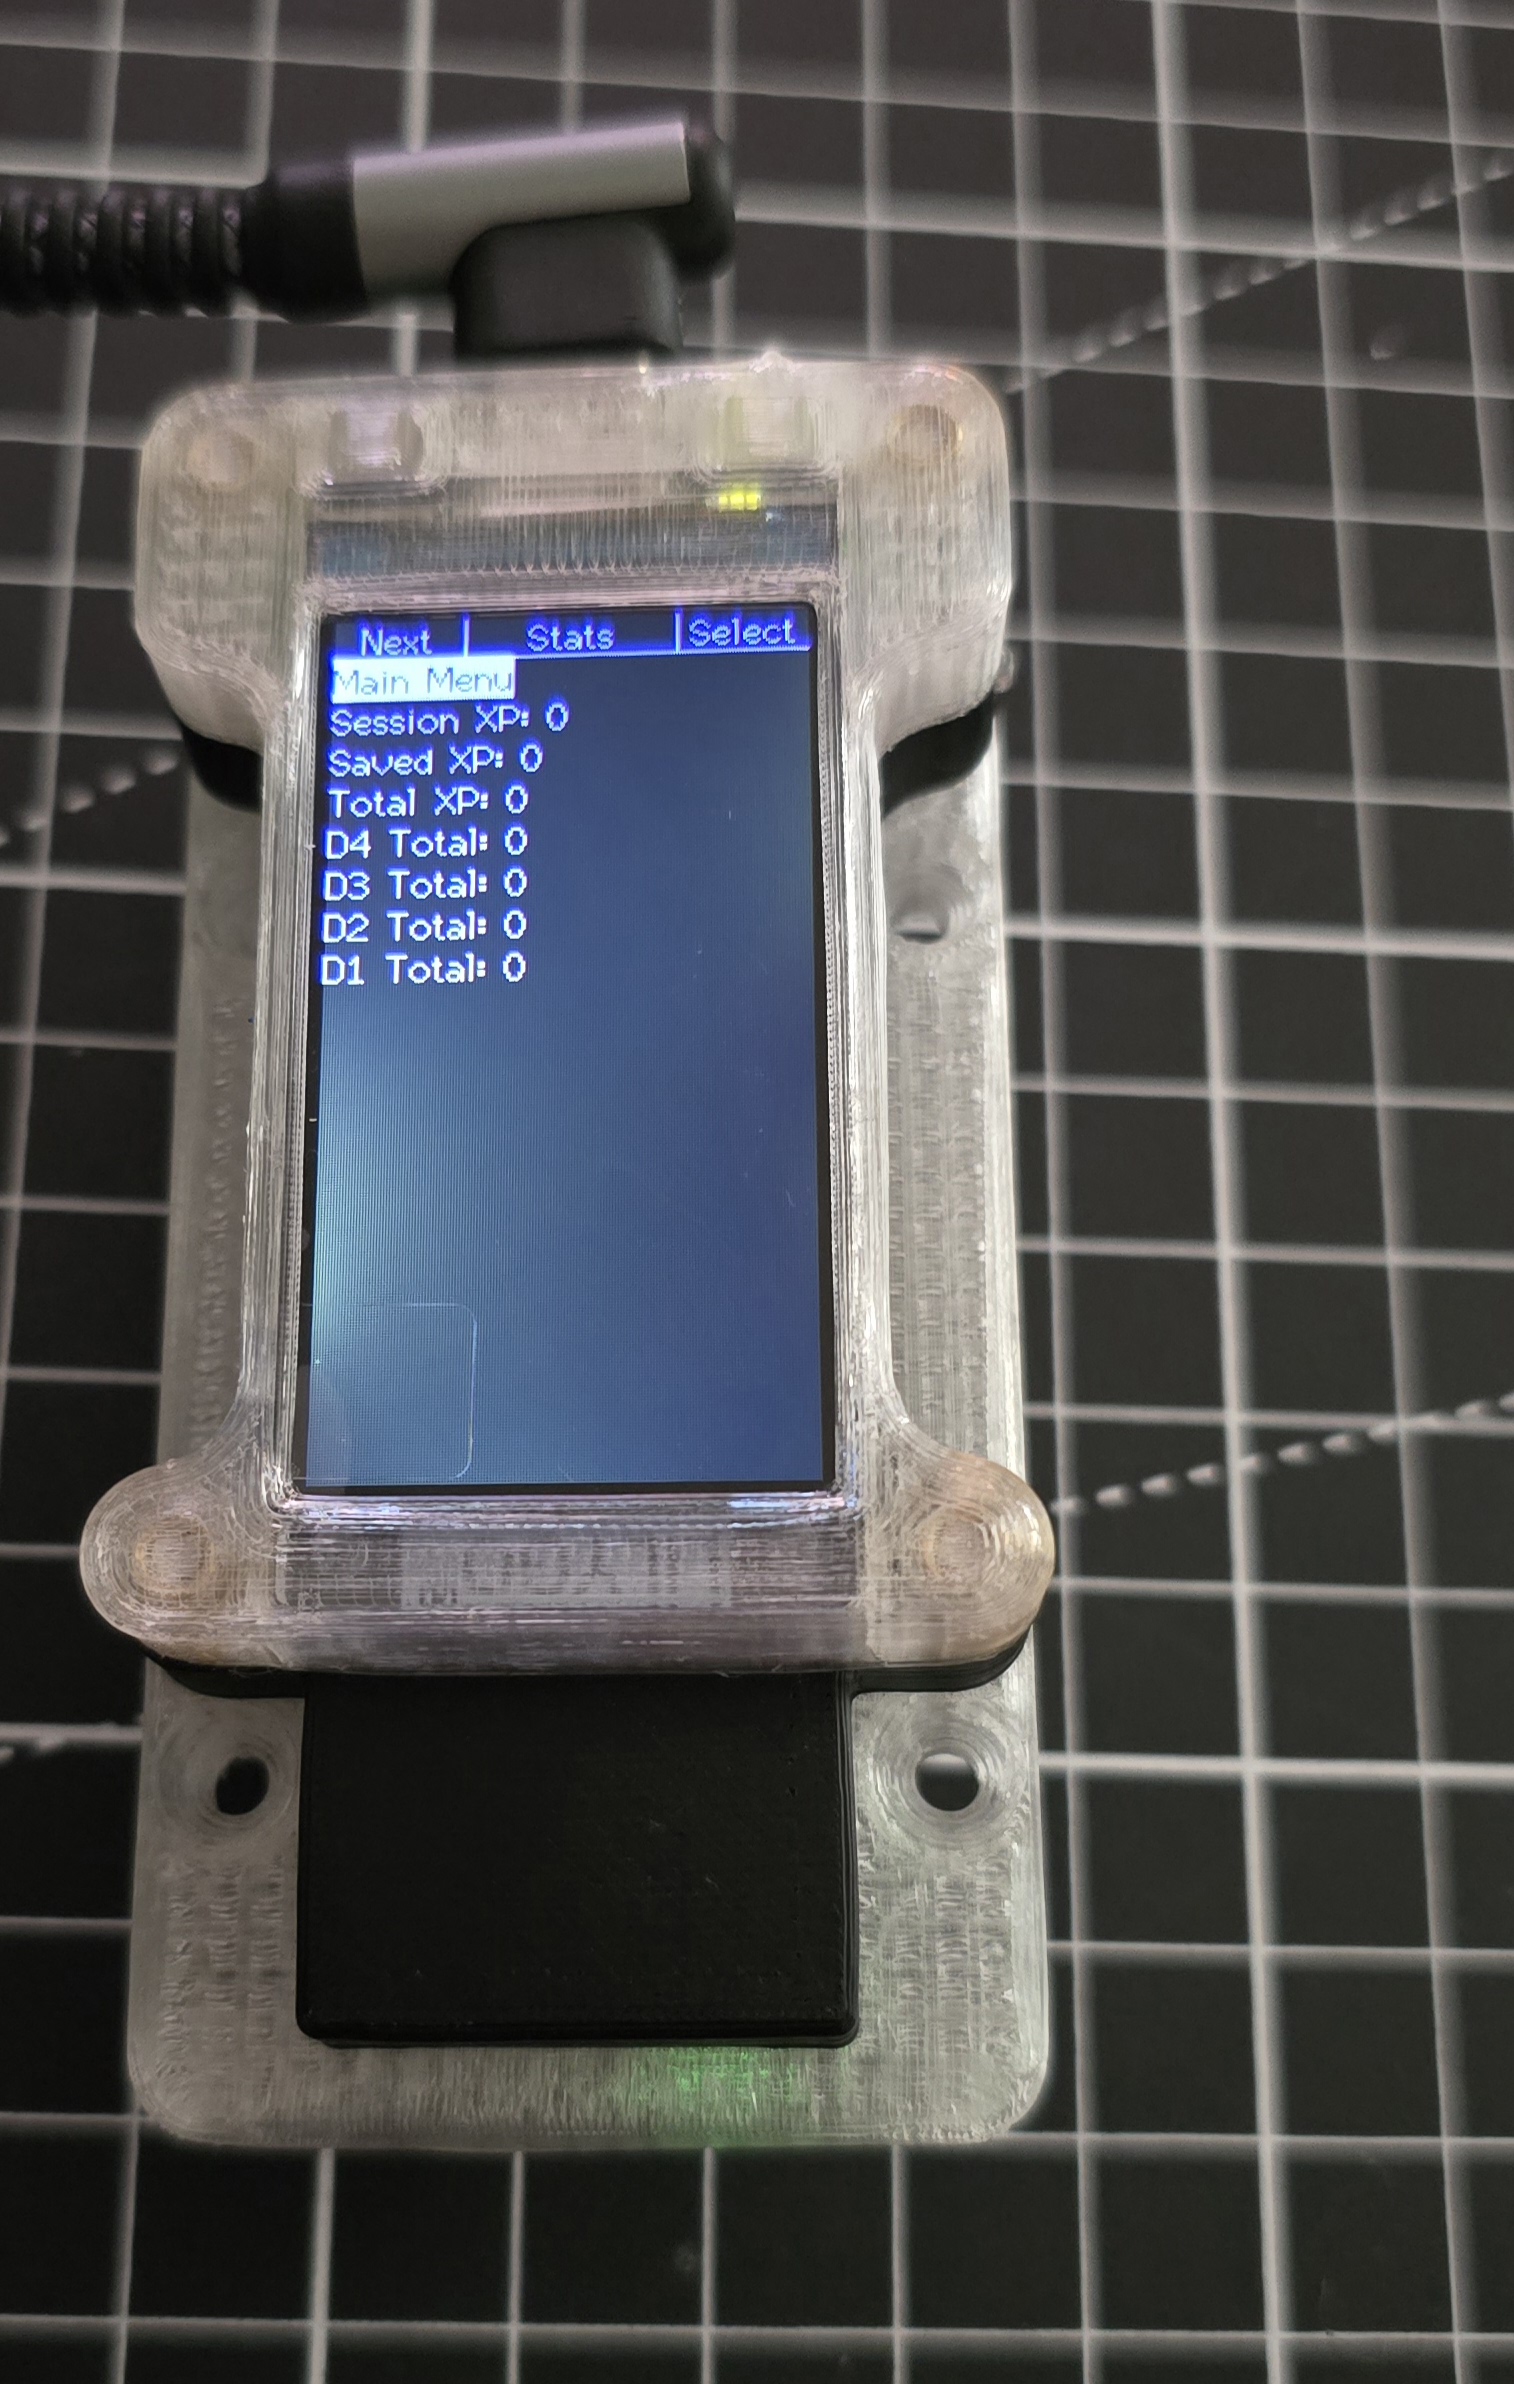 Next | Stats | Select
Main Menu
Session XP: 0
Saved XP: 0
Total XP: 0
D4 Total: 0
D3 Total: 0
D2 Total: 0
D1 Total: 0